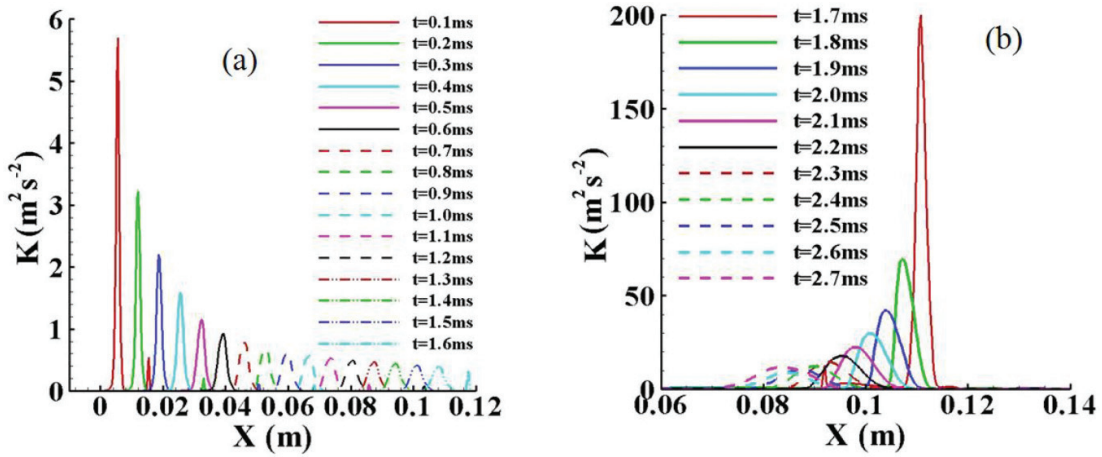 (a)
K (m²s⁻²)
6
5
4
3
2
1
0
0
0.02
0.04
0.06
0.08
0.1
0.12
X (m)
t=0.1ms
t=0.2ms
t=0.3ms
t=0.4ms
t=0.5ms
t=0.6ms
t=0.7ms
t=0.8ms
t=0.9ms
t=1.0ms
t=1.1ms
t=1.2ms
t=1.3ms
t=1.4ms
t=1.5ms
t=1.6ms
(b)
K (m²s⁻²)
200
150
100
50
0
0.06
0.08
0.1
0.12
0.14
X (m)
t=1.7ms
t=1.8ms
t=1.9ms
t=2.0ms
t=2.1ms
t=2.2ms
t=2.3ms
t=2.4ms
t=2.5ms
t=2.6ms
t=2.7ms